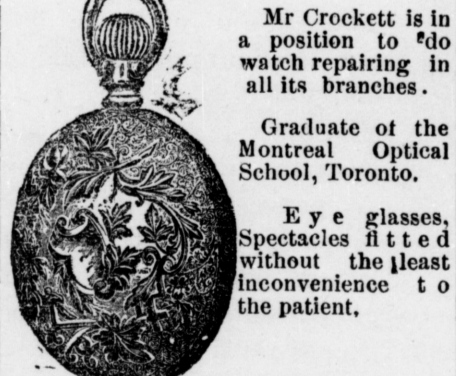 Mr Crockett is in
a position to do
watch repairing in
all its branches.
Graduate ot the
Montreal Optical
School, Toronto.
Eye glasses,
Spectacles fitted
without the least
inconvenience to
the patient,